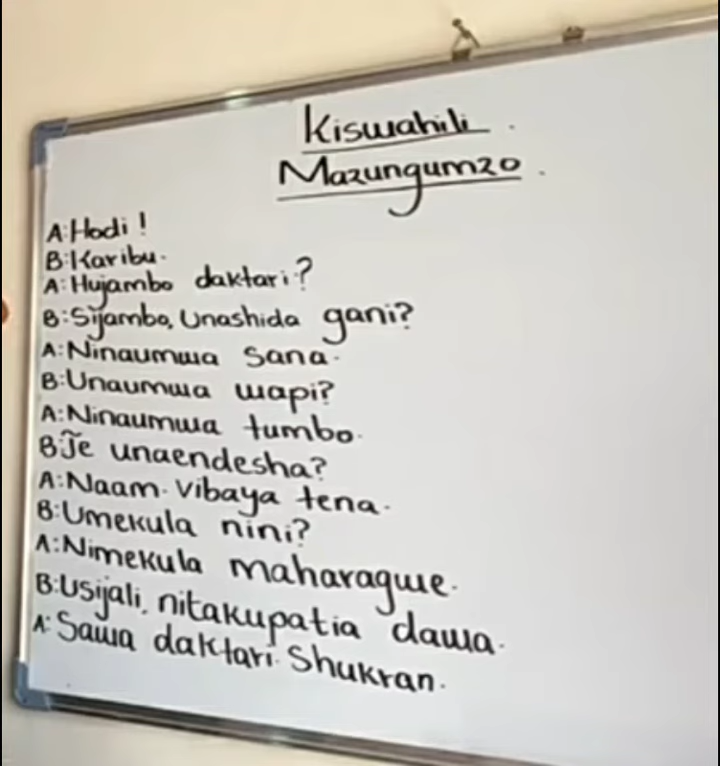 Kiswahili.
Mazungumzo.
A: Hodi!
B: Karibu.
A: Hujambo daktari?
B: Sijambo, Unashida gani?
A: Ninaumwa sana.
B: Unaumwa wapi?
A: Ninaumwa tumbo.
B: Je unaendesha?
A: Naam. Vibaya tena.
B: Umekula nini?
A: Nimekula maharagwe.
B: Usijali, nitakupatia dawa.
A: Sawa daktari. Shukran.